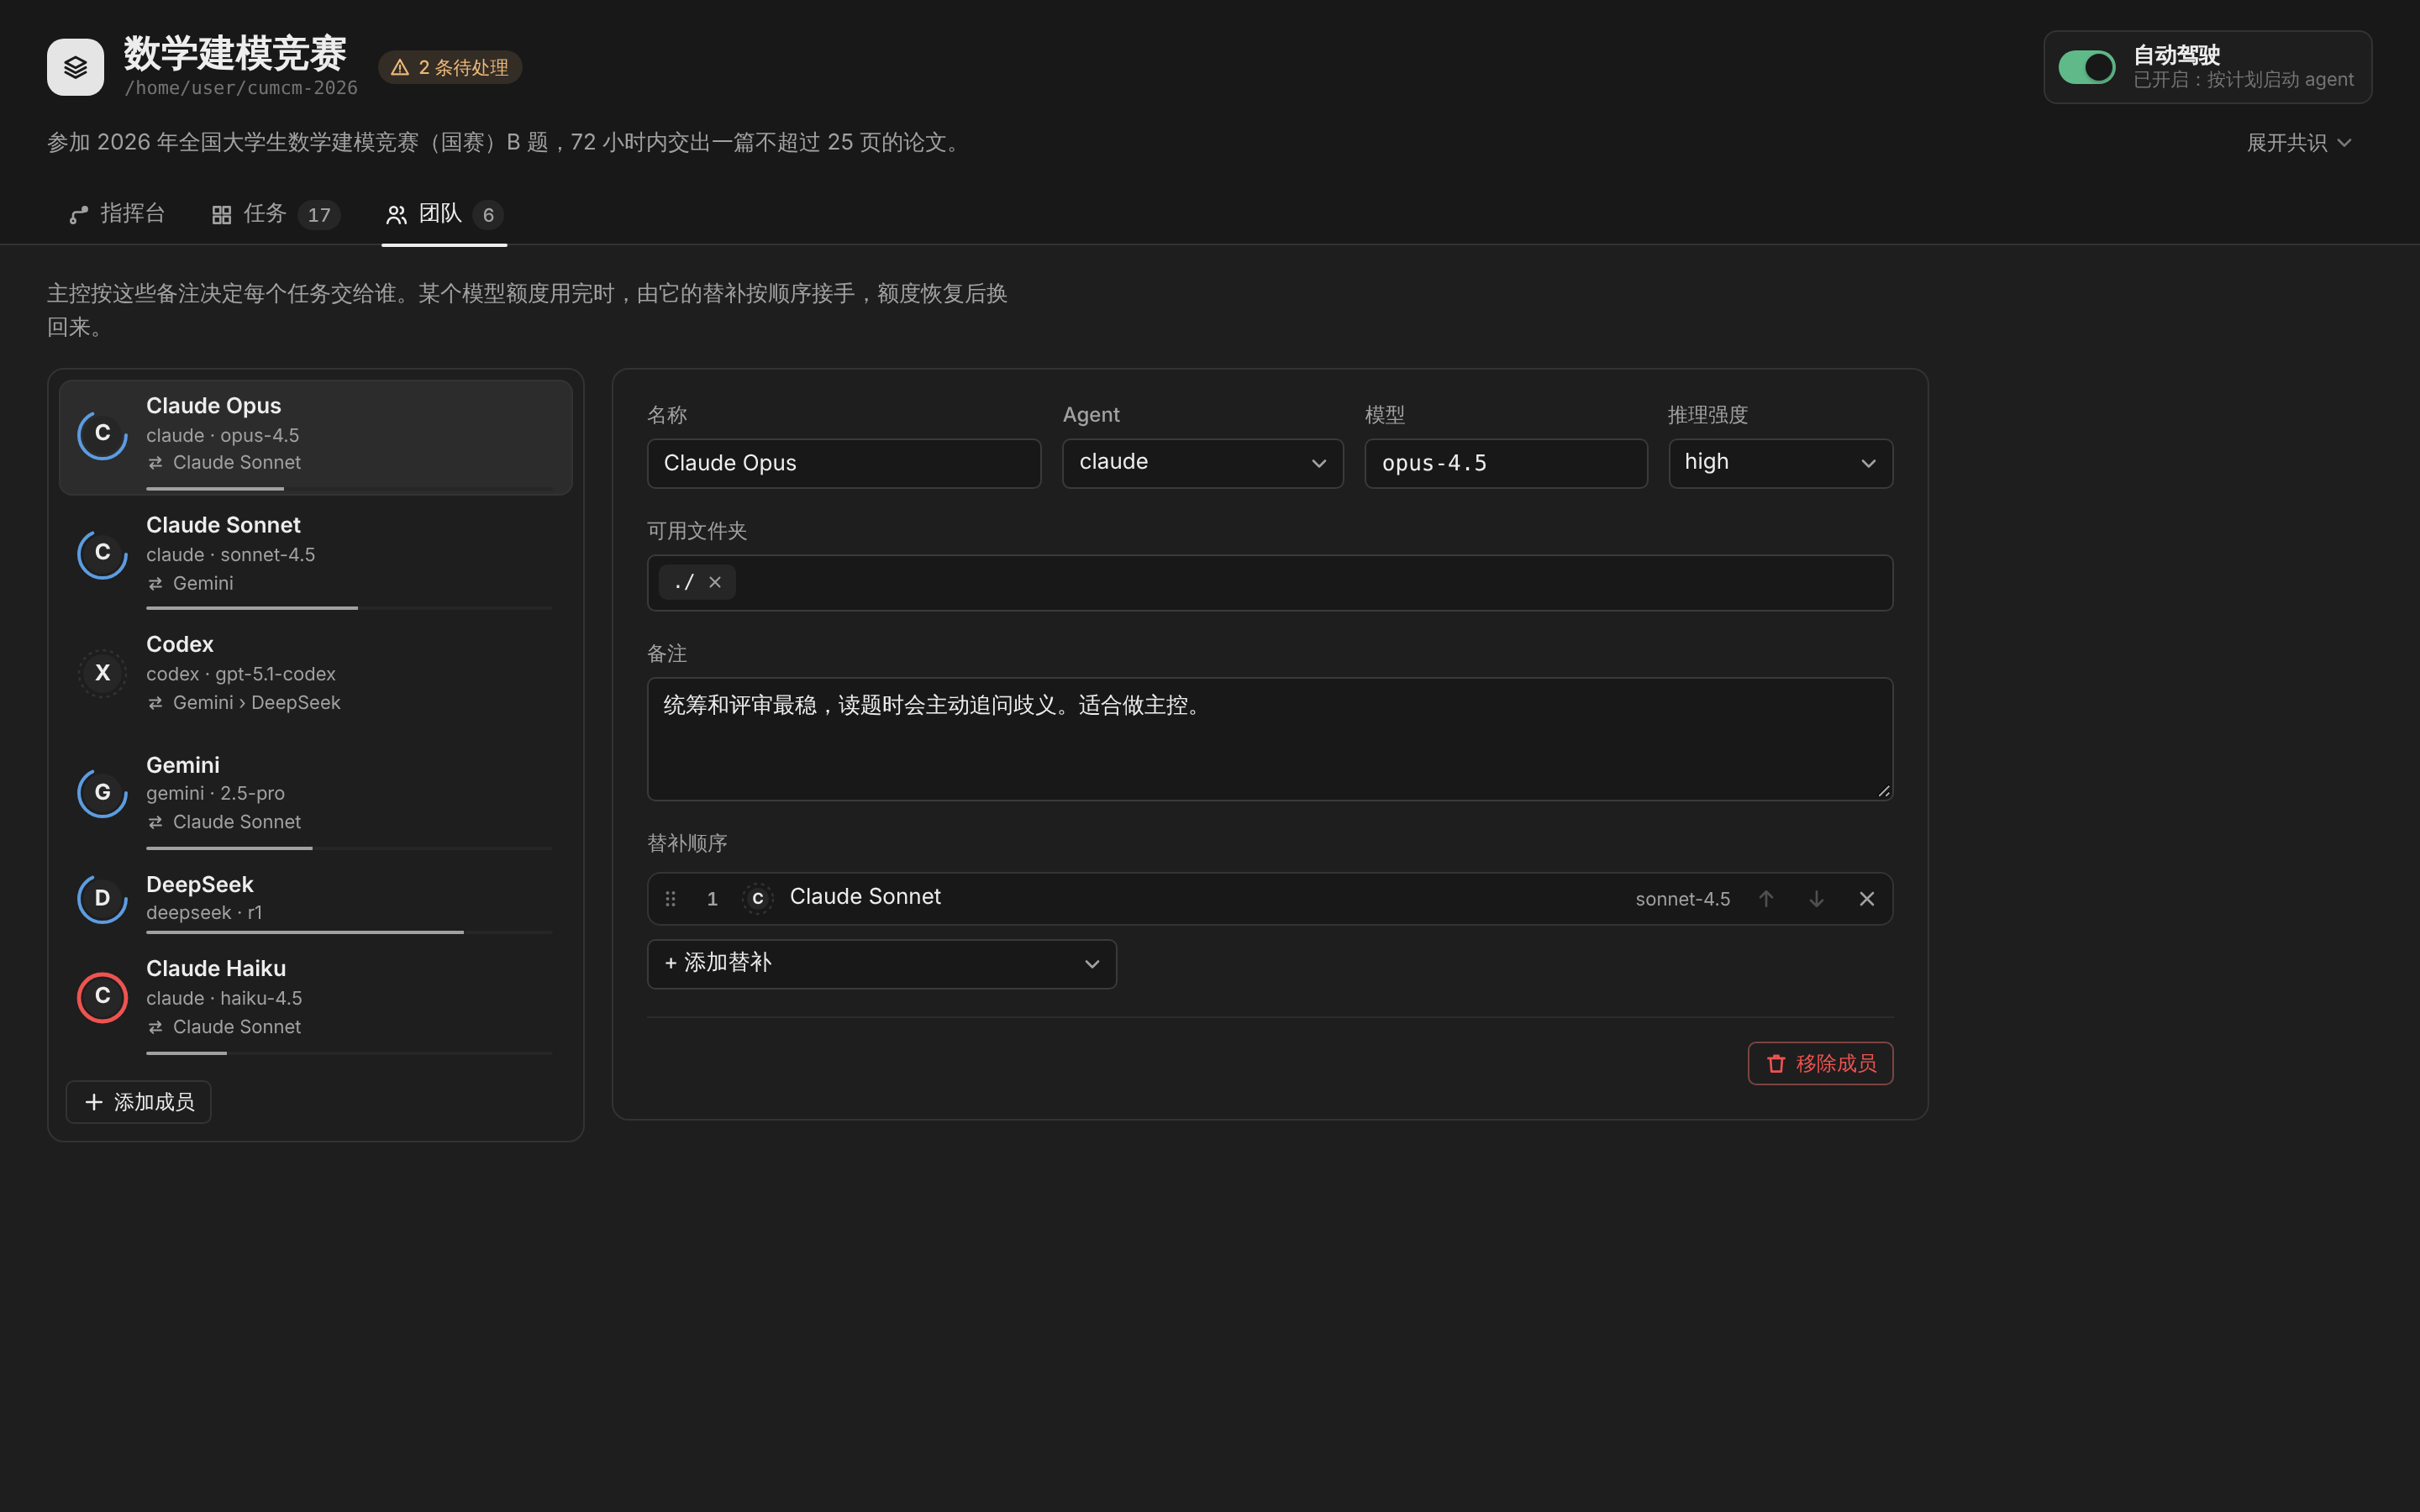 数学建模竞赛
/home/user/cumcm-2026
2 条待处理
自动驾驶
已开启：按计划启动 agent
参加 2026 年全国大学生数学建模竞赛（国赛）B 题，72 小时内交出一篇不超过 25 页的论文。
展开共识
指挥台
任务 17
团队 6
主控按这些备注决定每个任务交给谁。某个模型额度用完时，由它的替补按顺序接手，额度恢复后换
回来。
C
Claude Opus
claude · opus-4.5
Claude Sonnet
C
Claude Sonnet
claude · sonnet-4.5
Gemini
X
Codex
codex · gpt-5.1-codex
Gemini › DeepSeek
G
Gemini
gemini · 2.5-pro
Claude Sonnet
D
DeepSeek
deepseek · r1
C
Claude Haiku
claude · haiku-4.5
Claude Sonnet
添加成员
名称
Claude Opus
Agent
claude
模型
opus-4.5
推理强度
high
可用文件夹
./
备注
统筹和评审最稳，读题时会主动追问歧义。适合做主控。
替补顺序
1 C Claude Sonnet sonnet-4.5
+ 添加替补
移除成员